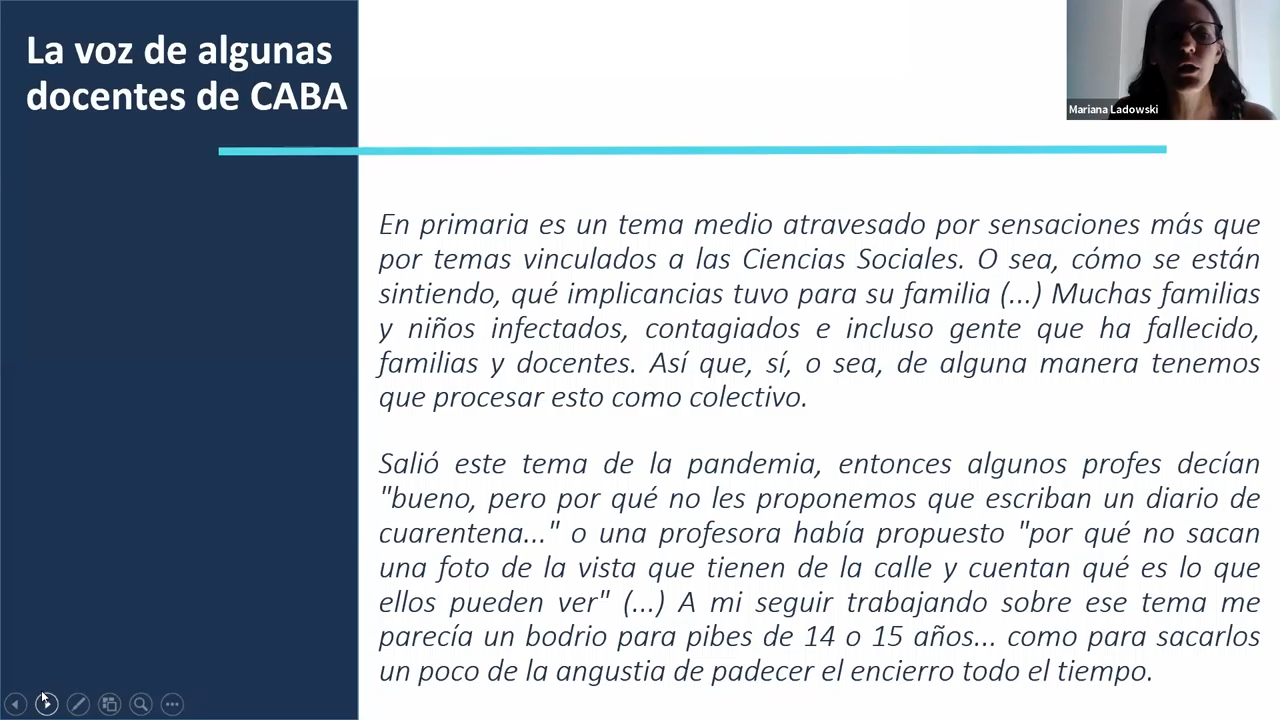 La voz de algunas
docentes de CABA
Mariana Ladowski
En primaria es un tema medio atravesado por sensaciones más que
por temas vinculados a las Ciencias Sociales. O sea, cómo se están
sintiendo, qué implicancias tuvo para su familia (...) Muchas familias
y niños infectados, contagiados e incluso gente que ha fallecido,
familias y docentes. Así que, sí, o sea, de alguna manera tenemos
que procesar esto como colectivo.
Salió este tema de la pandemia, entonces algunos profes decían
"bueno, pero por qué no les proponemos que escriban un diario de
cuarentena..." o una profesora había propuesto "por qué no sacan
una foto de la vista que tienen de la calle y cuentan qué es lo que
ellos pueden ver" (...) A mi seguir trabajando sobre ese tema me
parecía un bodrio para pibes de 14 o 15 años... como para sacarlos
un poco de la angustia de padecer el encierro todo el tiempo.